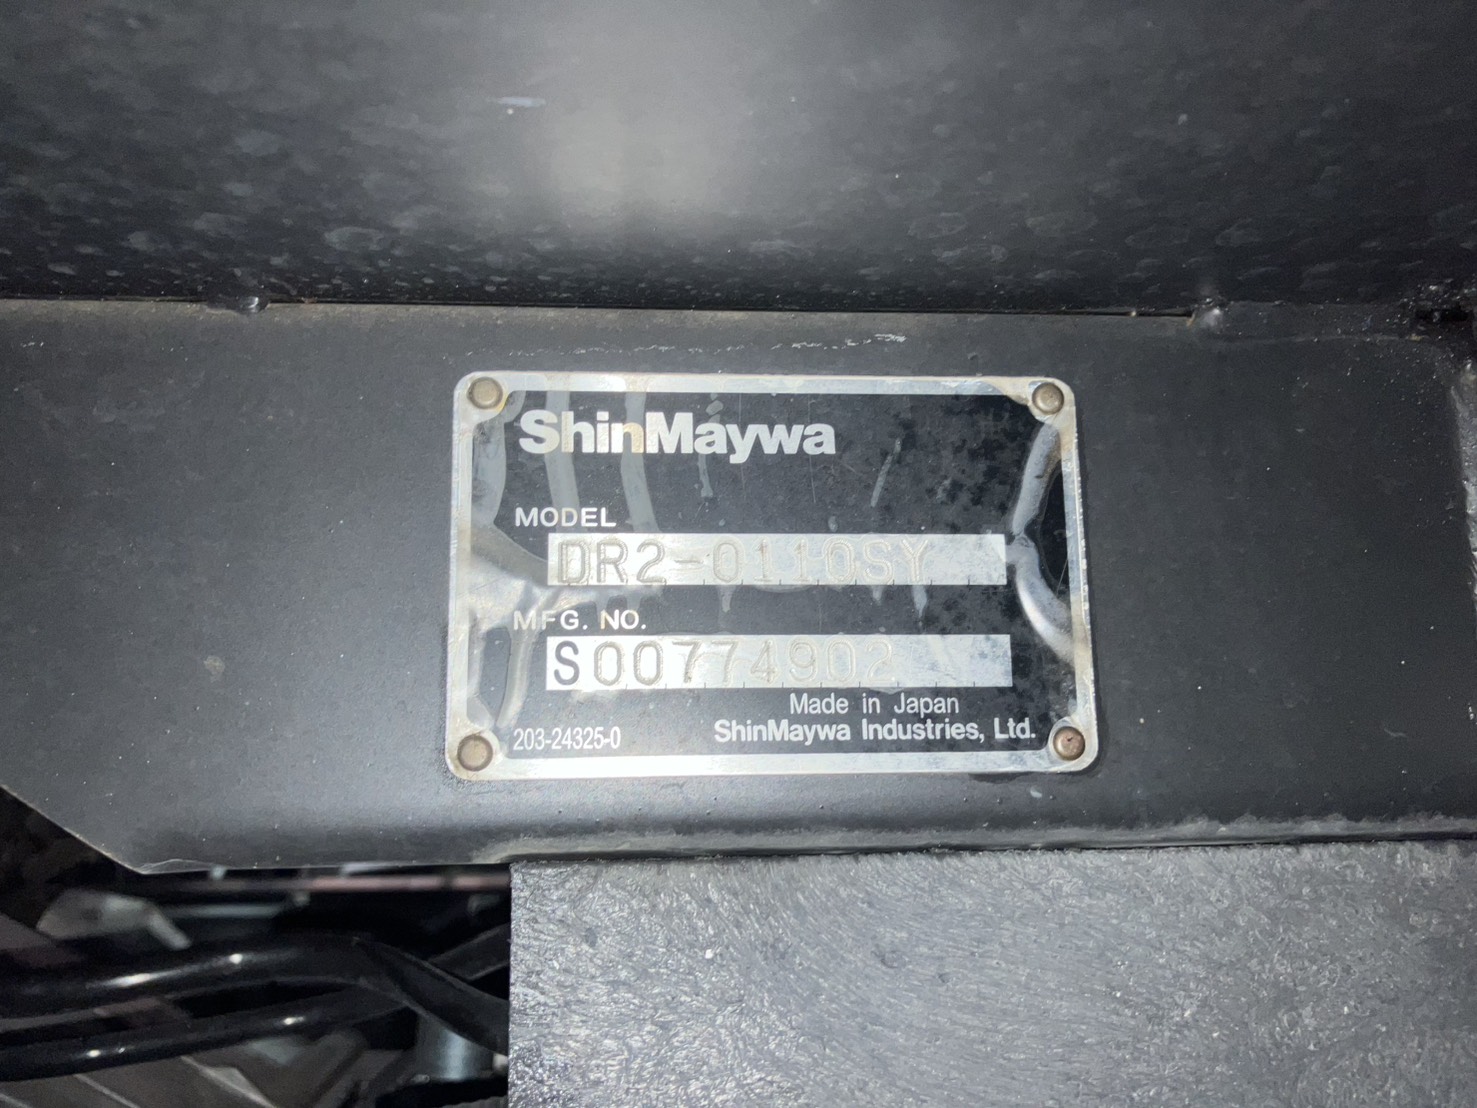 ShinMaywa
MODEL
DR2-0110SY
MFG. NO.
S00774902
Made in Japan
203-24325-0 ShinMaywa Industries, Ltd.